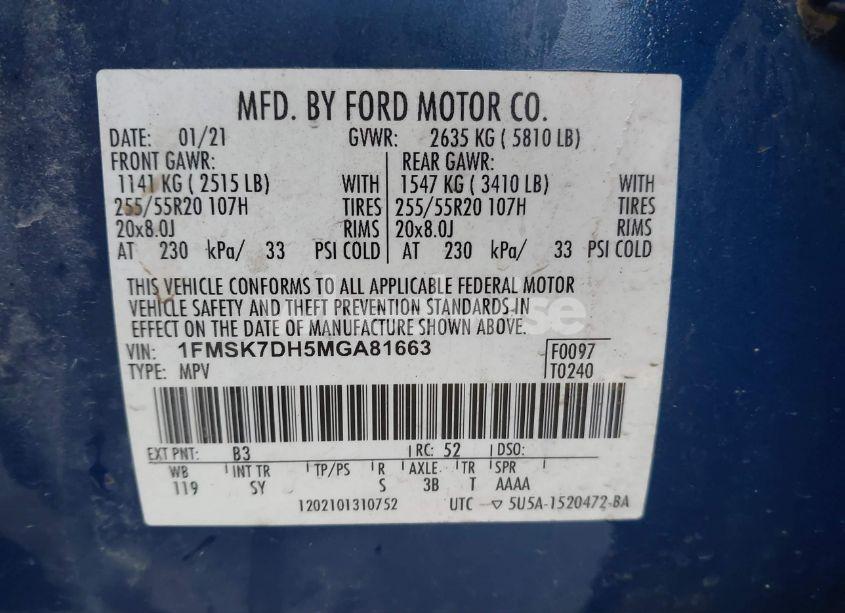 MFD. BY FORD MOTOR CO.
DATE: 01/21 GVWR: 2635 KG ( 5810 LB)
FRONT GAWR: REAR GAWR:
1141 KG ( 2515 LB) WITH 1547 KG ( 3410 LB) WITH
255/55R20 107H TIRES 255/55R20 107H TIRES
20x8.0J RIMS 20x8.0J RIMS
AT 230 kPa/ 33 PSI COLD AT 230 kPa/ 33 PSI COLD
THIS VEHICLE CONFORMS TO ALL APPLICABLE FEDERAL MOTOR
VEHICLE SAFETY AND THEFT PREVENTION STANDARDS IN
EFFECT ON THE DATE OF MANUFACTURE SHOWN ABOVE.
VIN: 1FMSK7DH5MGA81663 F0097
TYPE: MPV T0240
EXT PNT: B3 RC: 52 DSO:
WB INT TR TP/PS R AXLE TR SPR
119 SY S 3B T AAAA
1202101310752 UTC ▽ 5U5A-1520472-BA